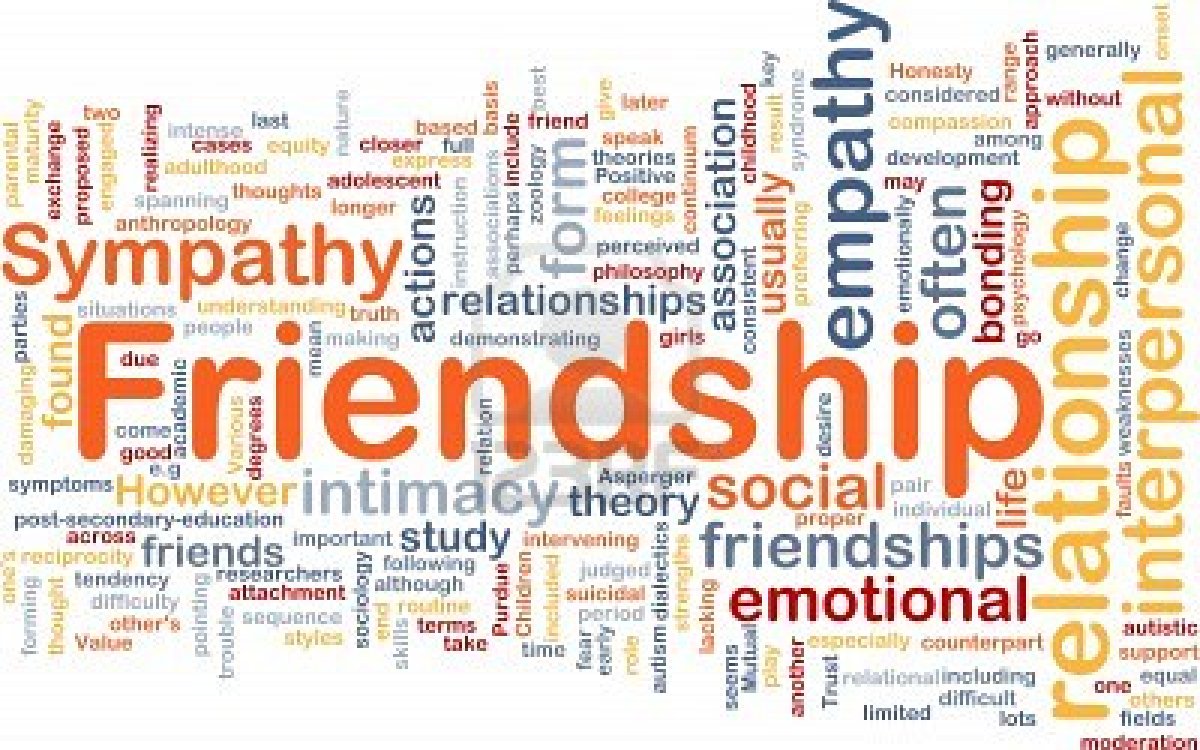 empathy
onset
key
generally
Honesty
range
approach
considered
without
compassion
among
development
may
often
bonding
psychology
emotionally
relationship
interpersonal
change
go
parental
maturity
exchange
proposed
two
engaged
realizing
intense
last
cases
equity
nature
adulthood
spanning
thoughts
anthropology
closer
based
full
express
adolescent
longer
basis
include
perhaps
associations
instruction
zoology
best
friend
form
give
later
speak
theories
Positive
college
feelings
continuum
perceived
philosophy
association
childhood
result
syndrome
usually
preferring
consistent
Sympathy
actions
relationships
situations
understanding
truth
people
making
mean
demonstrating
girls
parties
damaging
found
Friendship
due
come
good
academic
e.g
Various
degrees
relation
desire
weaknesses
faults
symptoms
However
intimacy
theory
Asperger
social
pair
individual
proper
life
post-secondary-education
across
friends
important
study
intervening
friendships
one's
reciprocity
forming
thought
tendency
difficulty
other's
Value
pointing
trouble
researchers
attachment
sequence
styles
sociology
following
although
end
routine
skills
terms
take
Purdue
Children
included
time
judged
suicidal
period
fear
early
role
dialectics
autism
strengths
lacking
emotional
seems
Mutual
play
another
especially
counterpart
Trust
relational
including
difficult
limited
lots
autistic
support
equal
one
others
fields
moderation